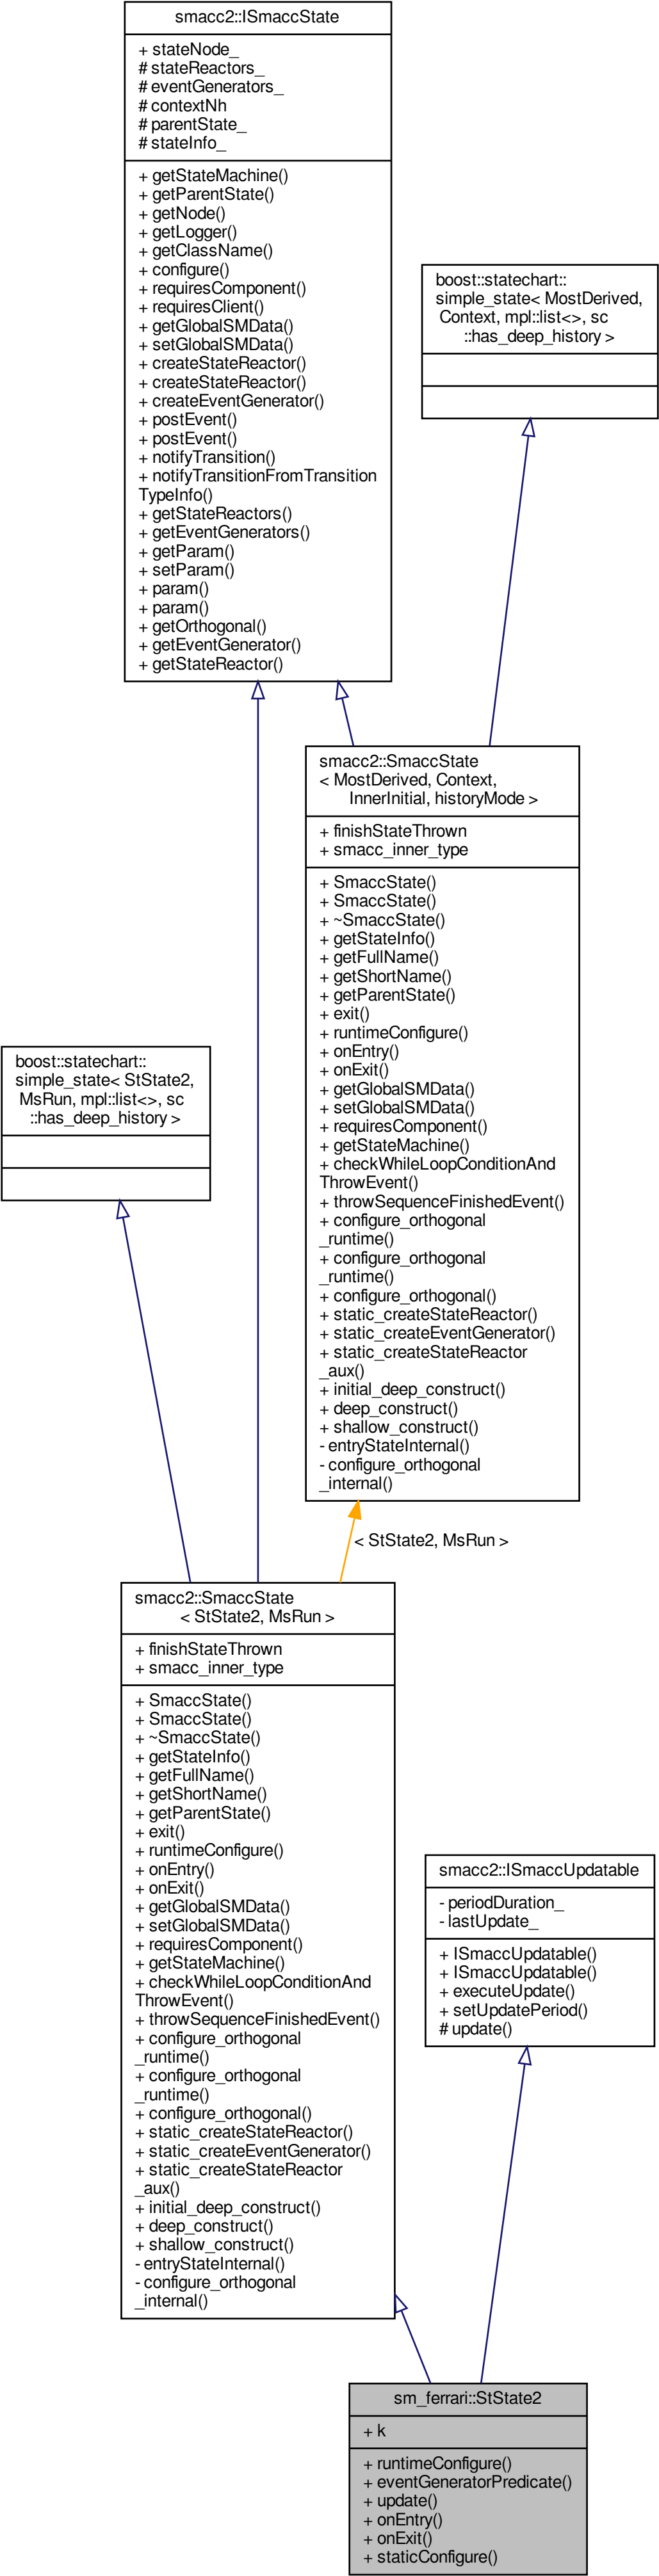 smacc2::ISmaccState
+ stateNode_
# stateReactors_
# eventGenerators_
# contextNh
# parentState_
# stateInfo_
+ getStateMachine()
+ getParentState()
+ getNode()
+ getLogger()
+ getClassName()
+ configure()
+ requiresComponent()
+ requiresClient()
+ getGlobalSMData()
+ setGlobalSMData()
+ createStateReactor()
+ createStateReactor()
+ createEventGenerator()
+ postEvent()
+ postEvent()
+ notifyTransition()
+ notifyTransitionFromTransition
TypeInfo()
+ getStateReactors()
+ getEventGenerators()
+ getParam()
+ setParam()
+ param()
+ param()
+ getOrthogonal()
+ getEventGenerator()
+ getStateReactor()
boost::statechart::
simple_state< MostDerived,
Context, mpl::list<>, sc
::has_deep_history >
smacc2::SmaccState
< MostDerived, Context,
InnerInitial, historyMode >
+ finishStateThrown
+ smacc_inner_type
+ SmaccState()
+ SmaccState()
+ ~SmaccState()
+ getStateInfo()
+ getFullName()
+ getShortName()
+ getParentState()
+ exit()
+ runtimeConfigure()
+ onEntry()
+ onExit()
+ getGlobalSMData()
+ setGlobalSMData()
+ requiresComponent()
+ getStateMachine()
+ checkWhileLoopConditionAnd
ThrowEvent()
+ throwSequenceFinishedEvent()
+ configure_orthogonal
_runtime()
+ configure_orthogonal
_runtime()
+ configure_orthogonal()
+ static_createStateReactor()
+ static_createEventGenerator()
+ static_createStateReactor
_aux()
+ initial_deep_construct()
+ deep_construct()
+ shallow_construct()
- entryStateInternal()
- configure_orthogonal
_internal()
boost::statechart::
simple_state< StState2,
MsRun, mpl::list<>, sc
::has_deep_history >
< StState2, MsRun >
smacc2::SmaccState
< StState2, MsRun >
+ finishStateThrown
+ smacc_inner_type
+ SmaccState()
+ SmaccState()
+ ~SmaccState()
+ getStateInfo()
+ getFullName()
+ getShortName()
+ getParentState()
+ exit()
+ runtimeConfigure()
+ onEntry()
+ onExit()
+ getGlobalSMData()
+ setGlobalSMData()
+ requiresComponent()
+ getStateMachine()
+ checkWhileLoopConditionAnd
ThrowEvent()
+ throwSequenceFinishedEvent()
+ configure_orthogonal
_runtime()
+ configure_orthogonal
_runtime()
+ configure_orthogonal()
+ static_createStateReactor()
+ static_createEventGenerator()
+ static_createStateReactor
_aux()
+ initial_deep_construct()
+ deep_construct()
+ shallow_construct()
- entryStateInternal()
- configure_orthogonal
_internal()
smacc2::ISmaccUpdatable
- periodDuration_
- lastUpdate_
+ ISmaccUpdatable()
+ ISmaccUpdatable()
+ executeUpdate()
+ setUpdatePeriod()
# update()
sm_ferrari::StState2
+ k
+ runtimeConfigure()
+ eventGeneratorPredicate()
+ update()
+ onEntry()
+ onExit()
+ staticConfigure()